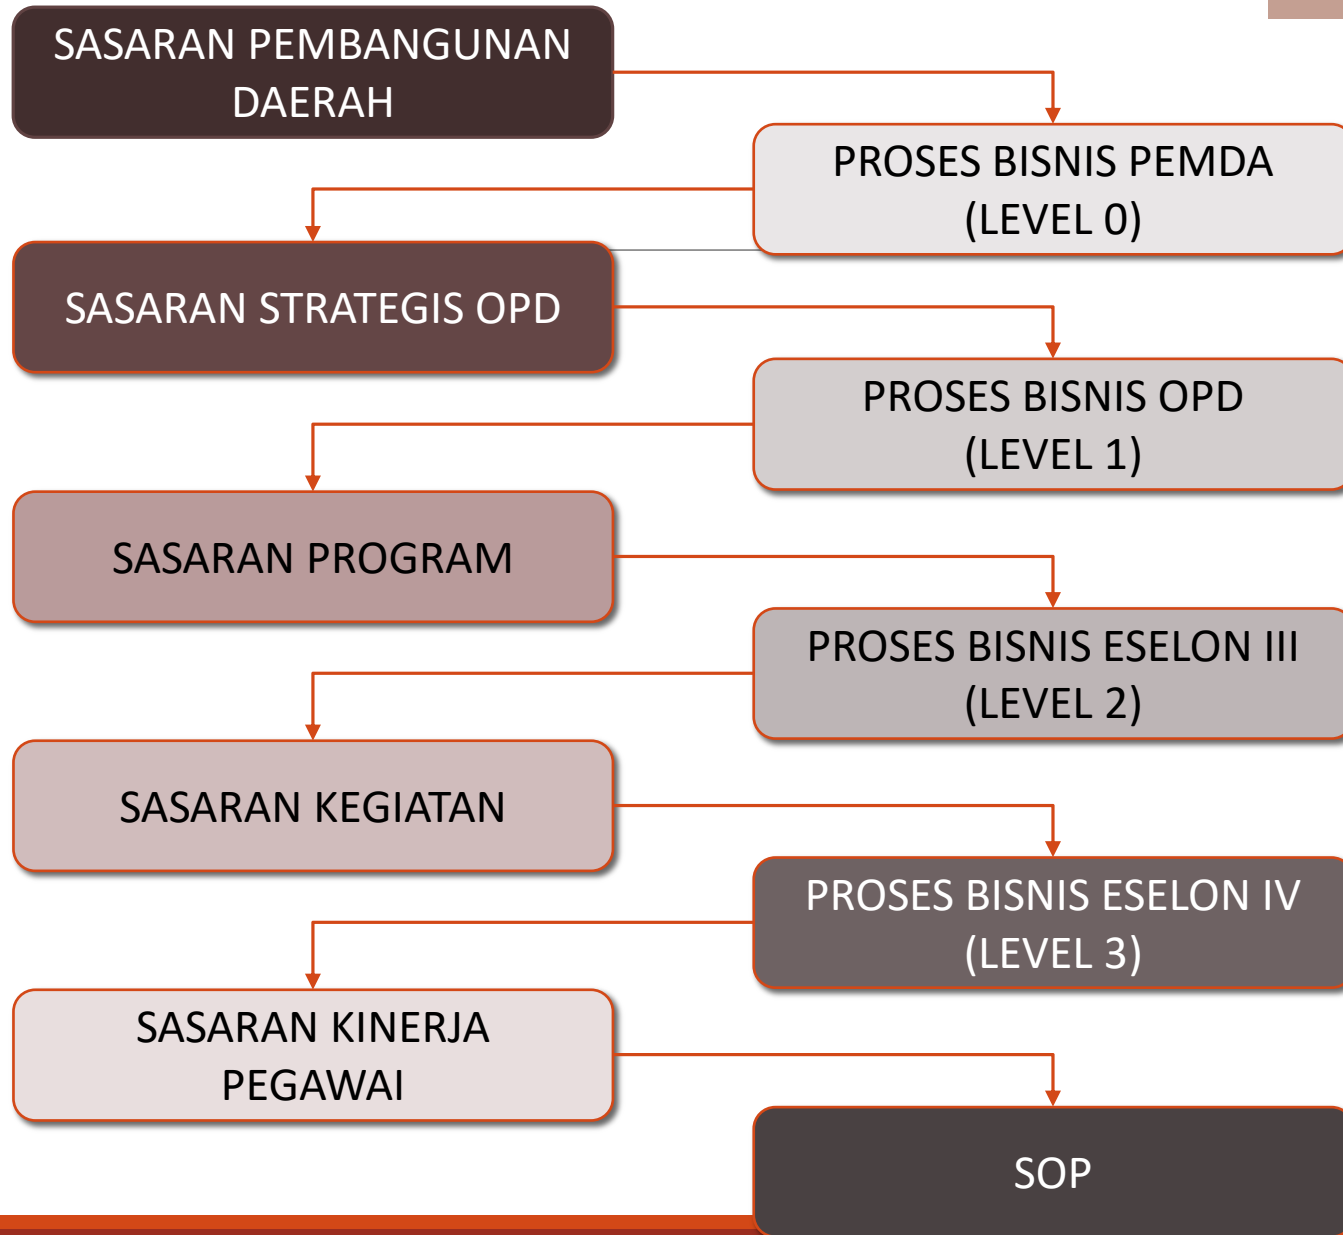 SASARAN PEMBANGUNAN
DAERAH
PROSES BISNIS PEMDA
(LEVEL 0)
SASARAN STRATEGIS OPD
PROSES BISNIS OPD
(LEVEL 1)
SASARAN PROGRAM
PROSES BISNIS ESELON III
(LEVEL 2)
SASARAN KEGIATAN
PROSES BISNIS ESELON IV
(LEVEL 3)
SASARAN KINERJA
PEGAWAI
SOP